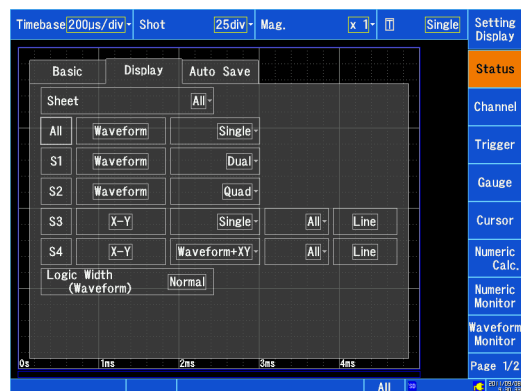 Timebase 200μs/div Shot 25div Mag. x 1 Single
Setting
Display
Status
Channel
Trigger
Gauge
Cursor
Numeric
Calc.
Numeric
Monitor
Waveform
Monitor
Page 1/2
Basic Display Auto Save
Sheet All
All Waveform Single
S1 Waveform Dual
S2 Waveform Quad
S3 X-Y Single All Line
S4 X-Y Waveform+XY All Line
Logic Width
(Waveform) Normal
0s 1ms 2ms 3ms 4ms
All SD